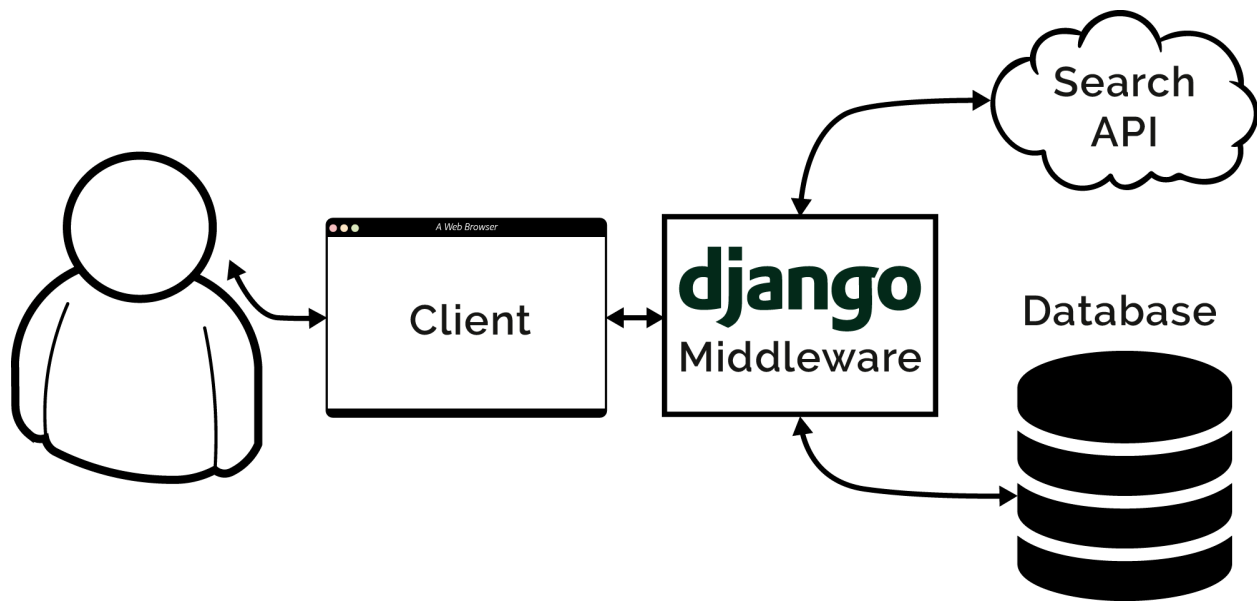 A Web Browser
Client
django
Middleware
Search
API
Database